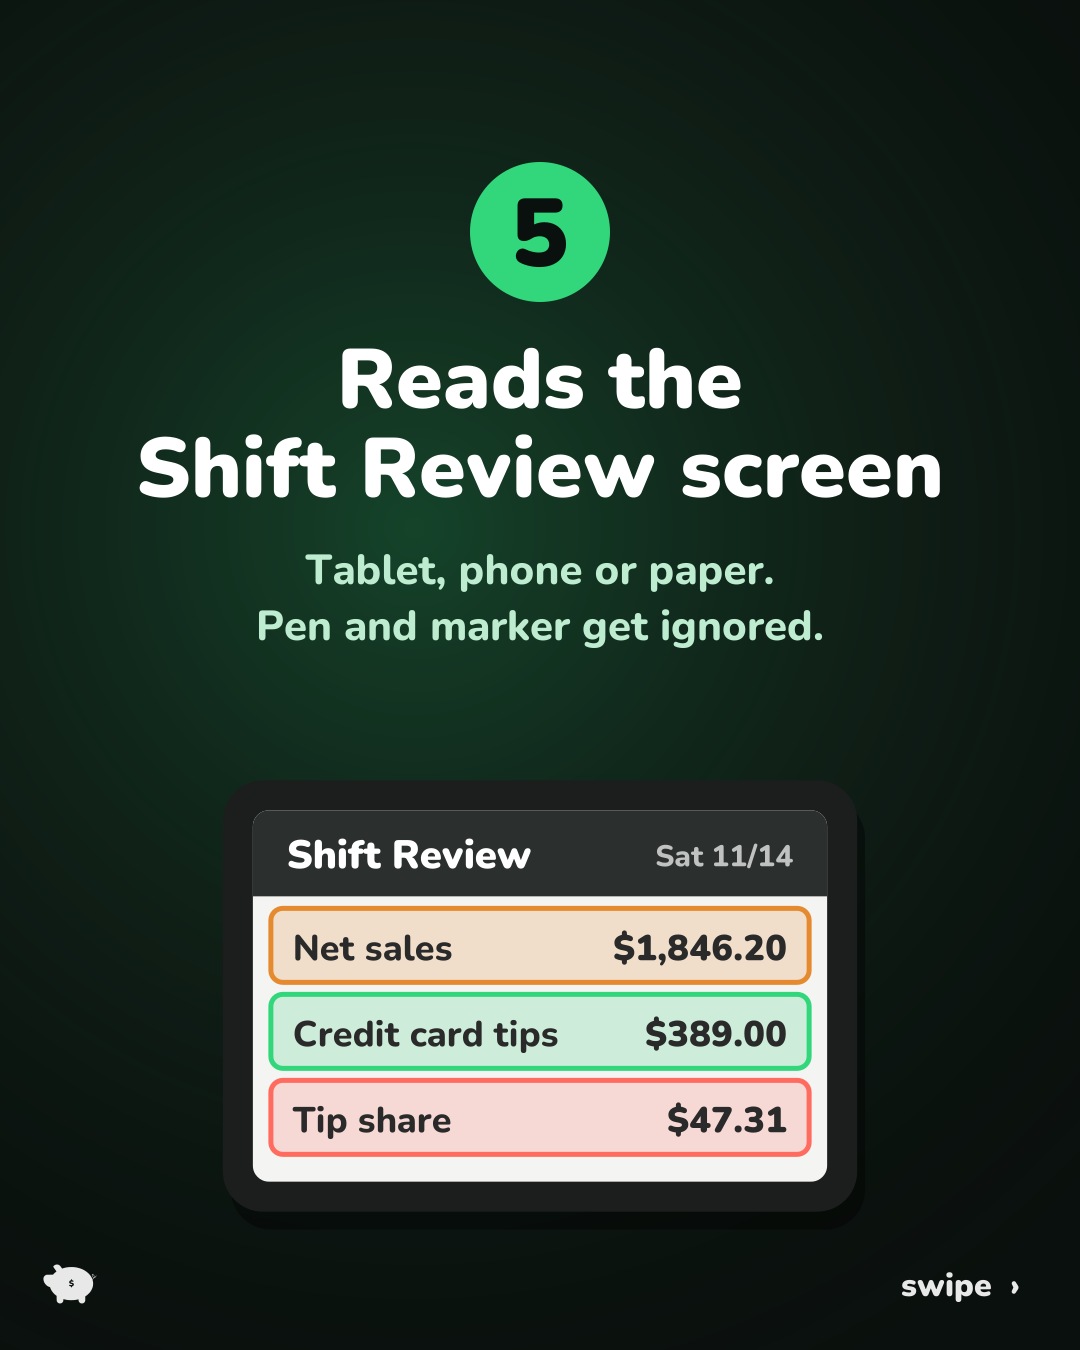 5
Reads the
Shift Review screen
Tablet, phone or paper.
Pen and marker get ignored.
Shift Review Sat 11/14
Net sales $1,846.20
Credit card tips $389.00
Tip share $47.31
$
swipe ›